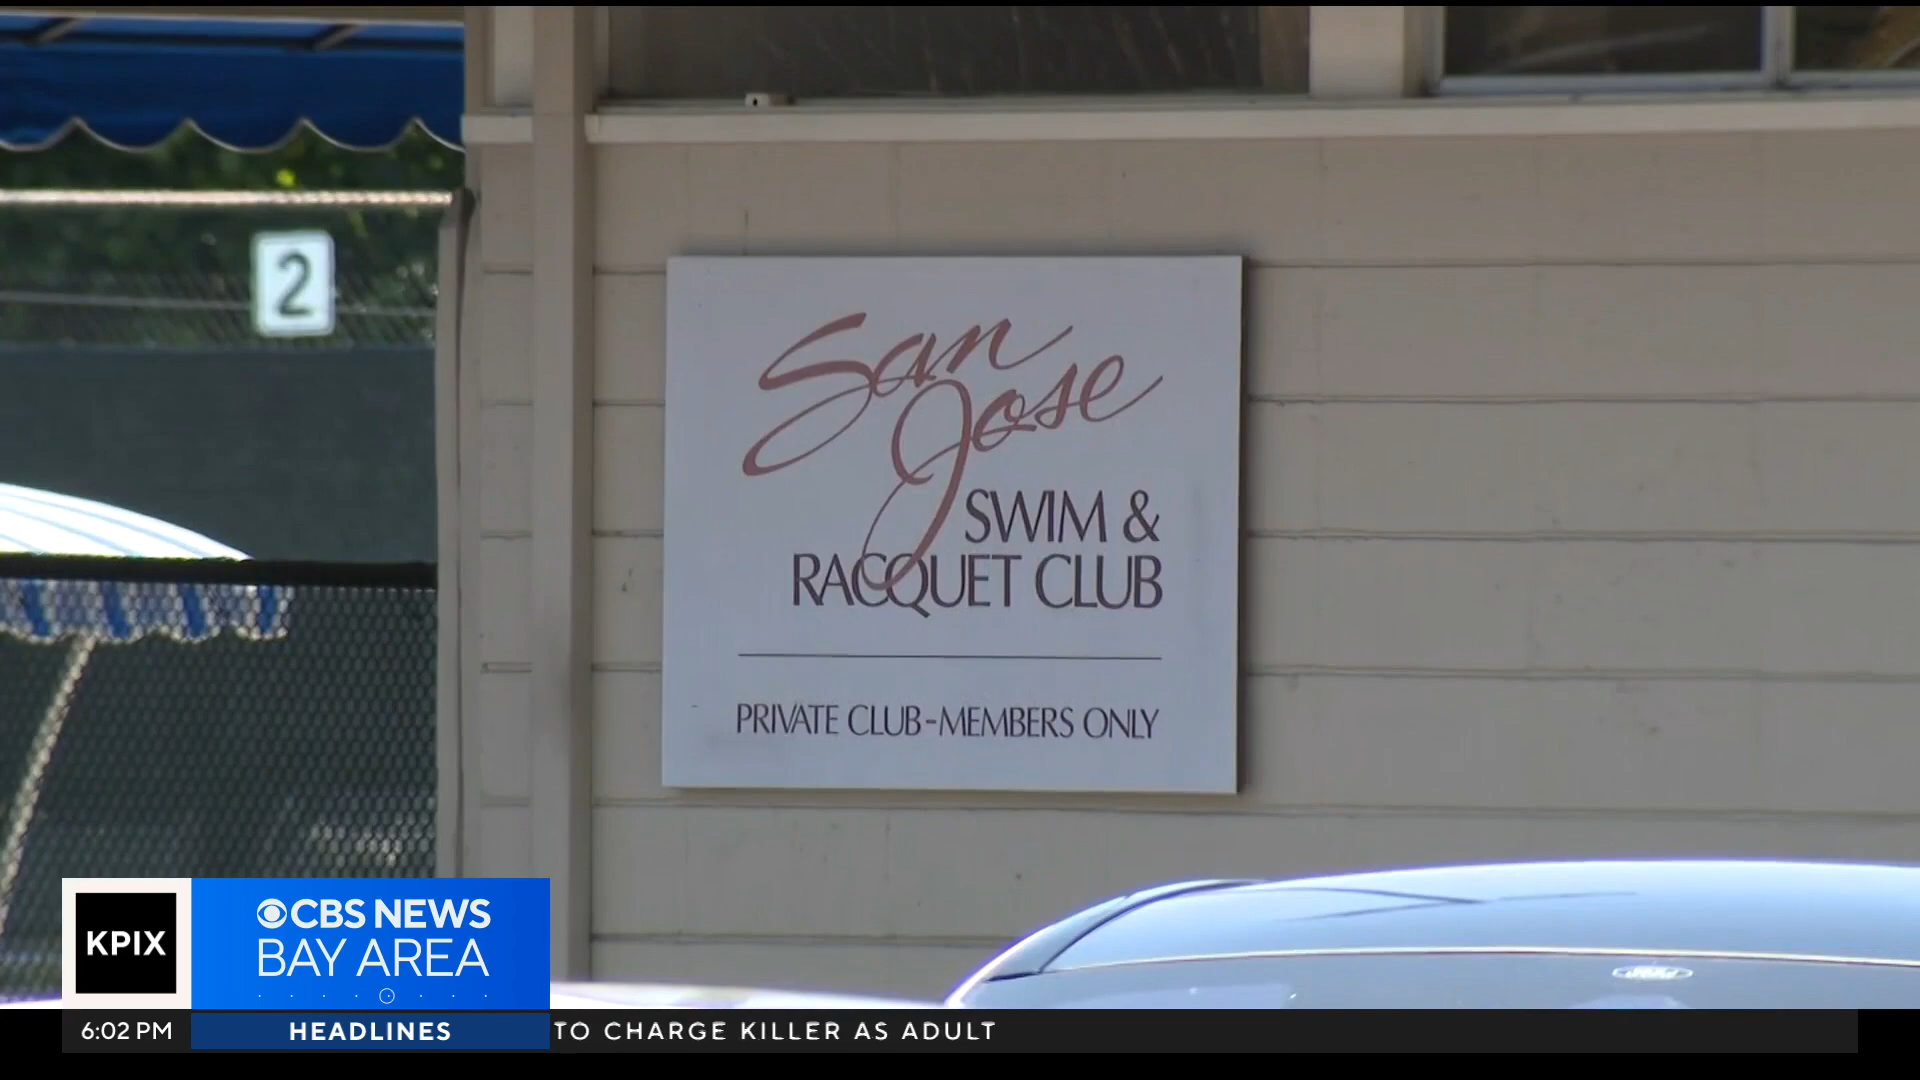 2
San
Jose
SWIM &
RACQUET CLUB
PRIVATE CLUB-MEMBERS ONLY
KPIX
CBS NEWS
BAY AREA
6:02 PM
HEADLINES
TO CHARGE KILLER AS ADULT